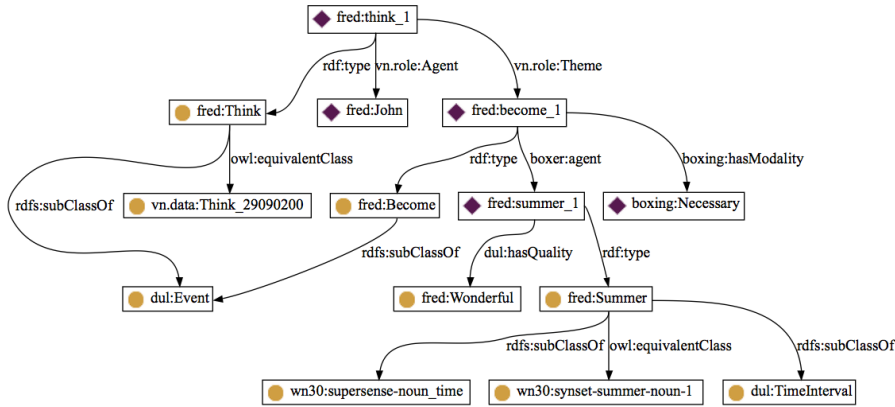 fred:think_1
rdf:type
vn.role:Agent
vn.role:Theme
fred:Think
fred:John
fred:become_1
owl:equivalentClass
rdf:type
boxer:agent
boxing:hasModality
rdfs:subClassOf
vn.data:Think_29090200
fred:Become
fred:summer_1
boxing:Necessary
rdfs:subClassOf
dul:hasQuality
rdf:type
dul:Event
fred:Wonderful
fred:Summer
rdfs:subClassOf
owl:equivalentClass
rdfs:subClassOf
wn30:supersense-noun_time
wn30:synset-summer-noun-1
dul:TimeInterval